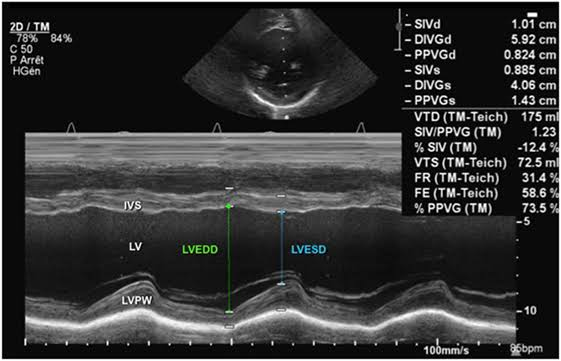 2D / TM
78% 84%
C 50
P Arrêt
HGén
SIVd 1.01 cm
DIVGd 5.92 cm
PPVGd 0.824 cm
SIVs 0.885 cm
DIVGs 4.06 cm
PPVGs 1.43 cm
VTD (TM-Teich) 175 ml
SIV/PPVG (TM) 1.23
% SIV (TM) -12.4 %
VTS (TM-Teich) 72.5 ml
FR (TM-Teich) 31.4 %
FE (TM-Teich) 58.6 %
% PPVG (TM) 73.5 %
IVS
5
LV
LVEDD
LVESD
LVPW
10
100mm/s
85bpm